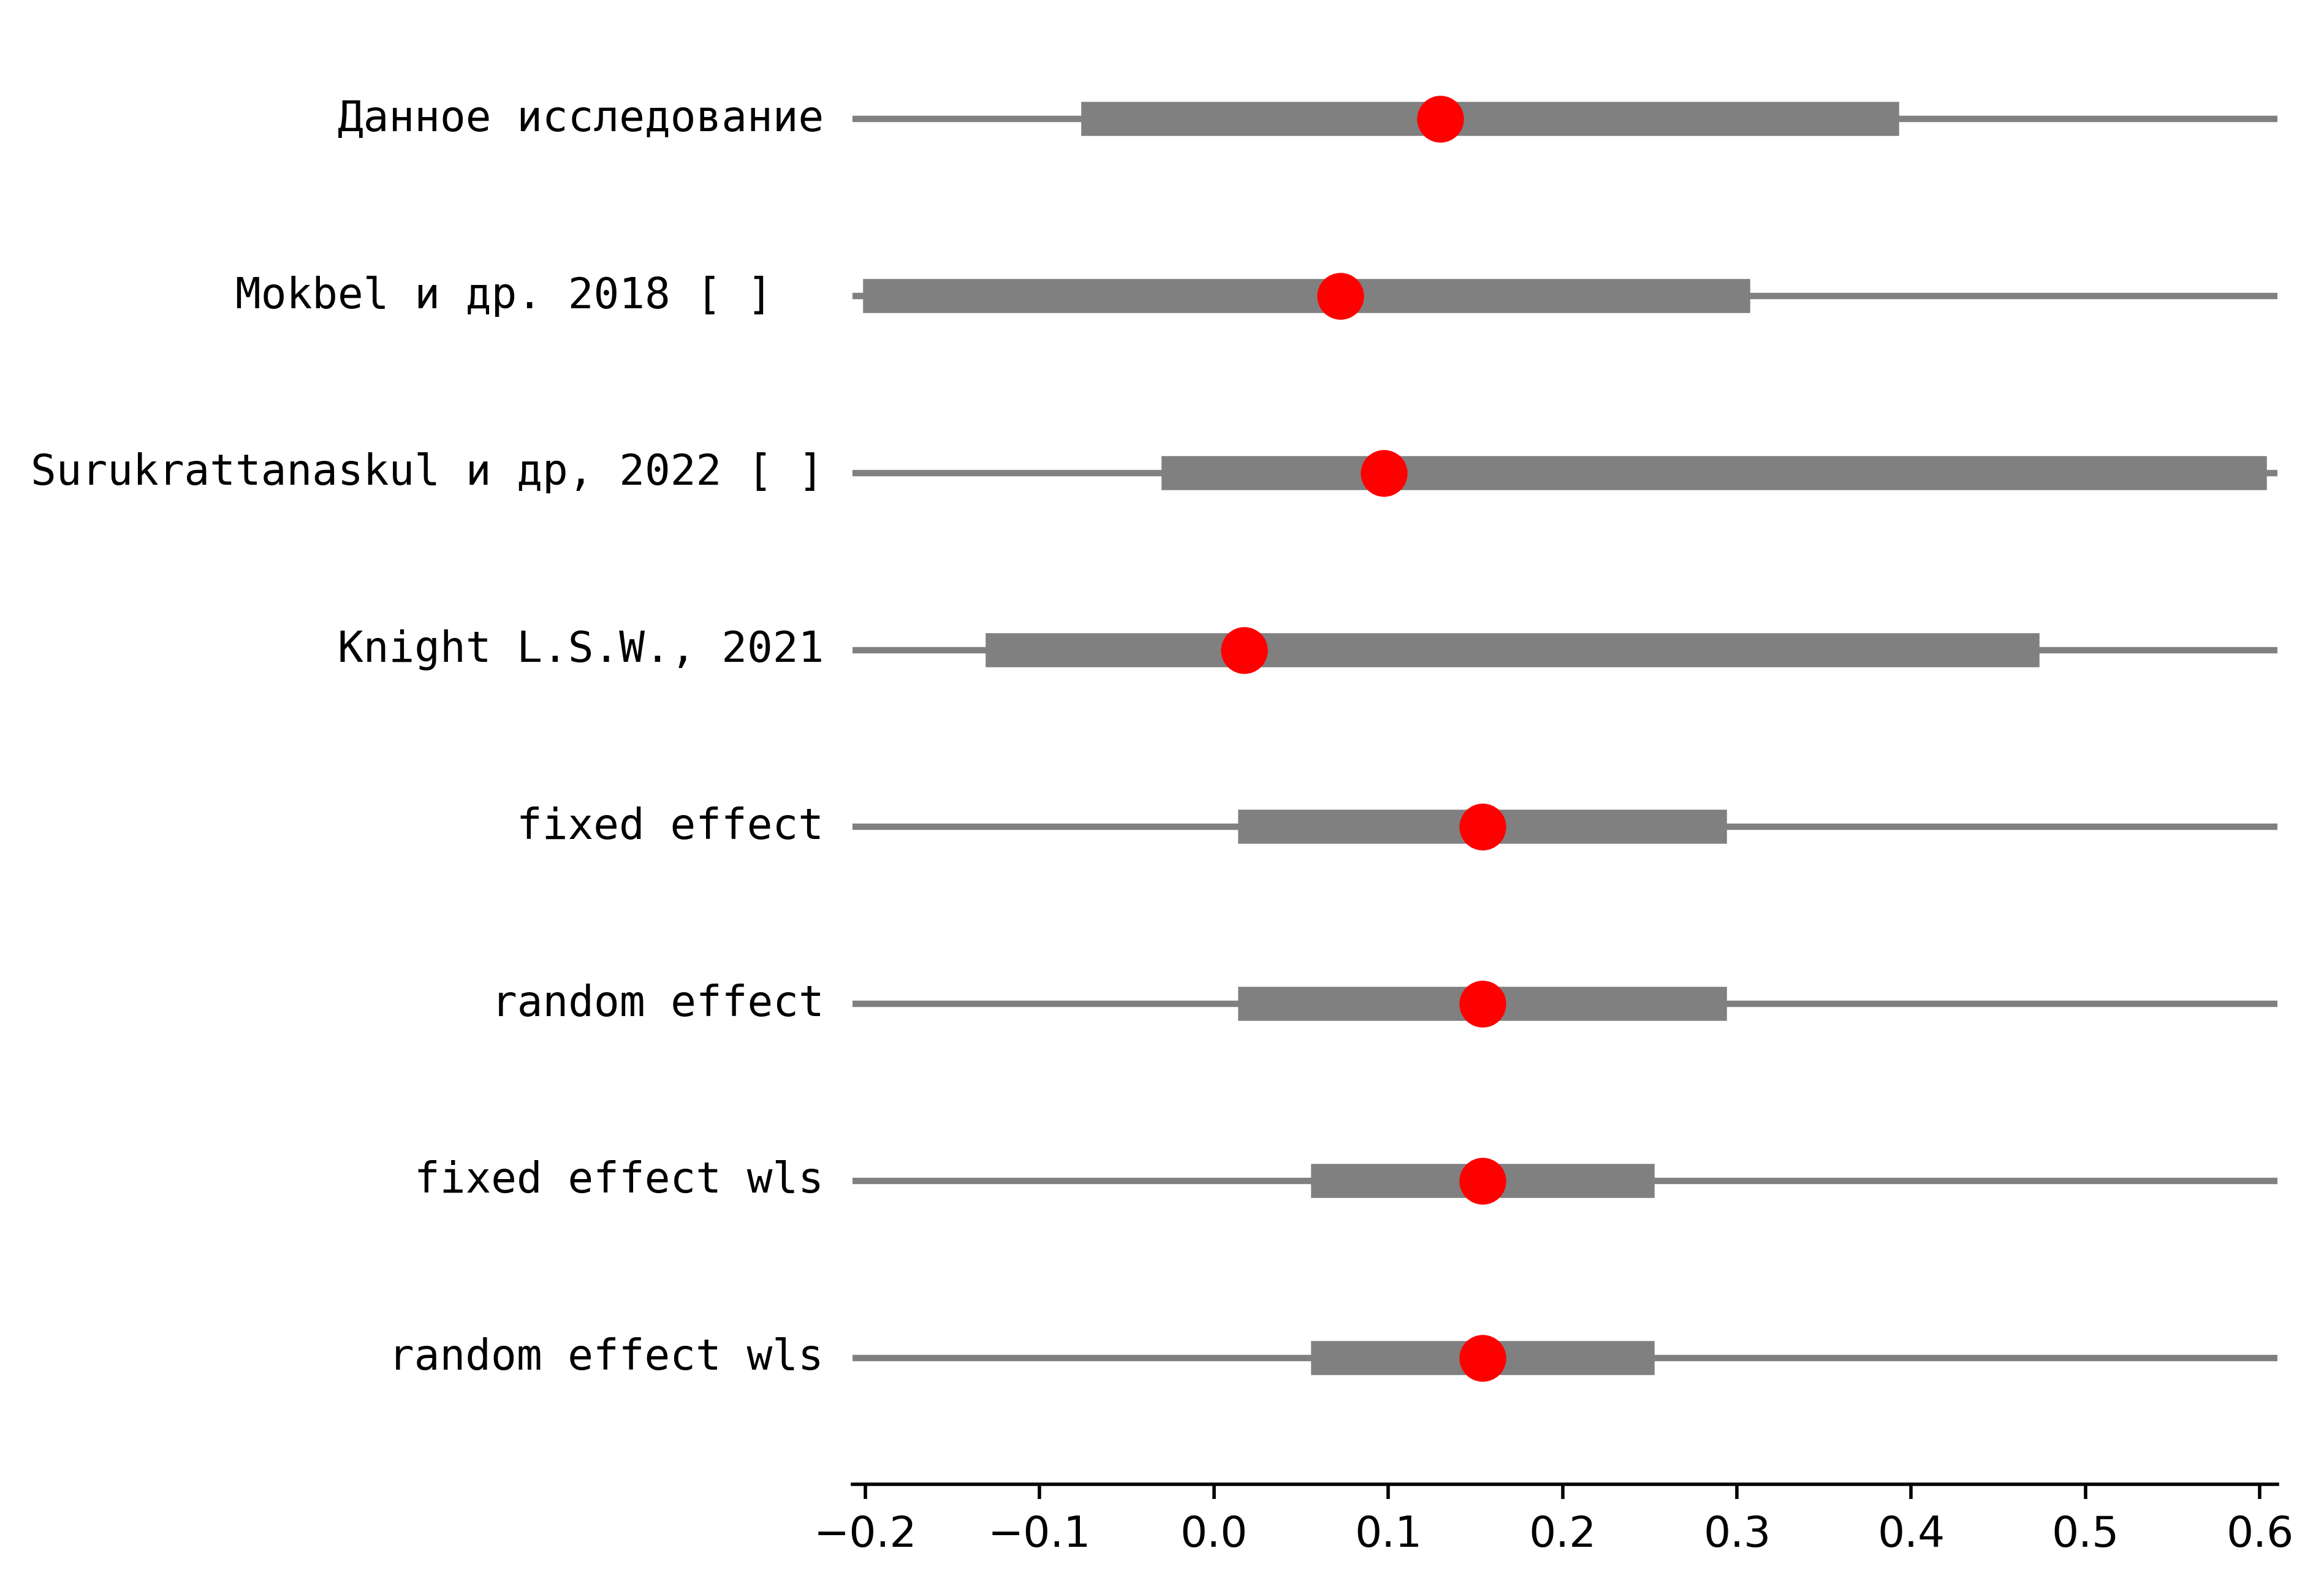 Данное исследование
Mokbel и др. 2018 [ ]
Surukrattanaskul и др, 2022 [ ]
Knight L.S.W., 2021
fixed effect
random effect
fixed effect wls
random effect wls
−0.2 −0.1 0.0 0.1 0.2 0.3 0.4 0.5 0.6